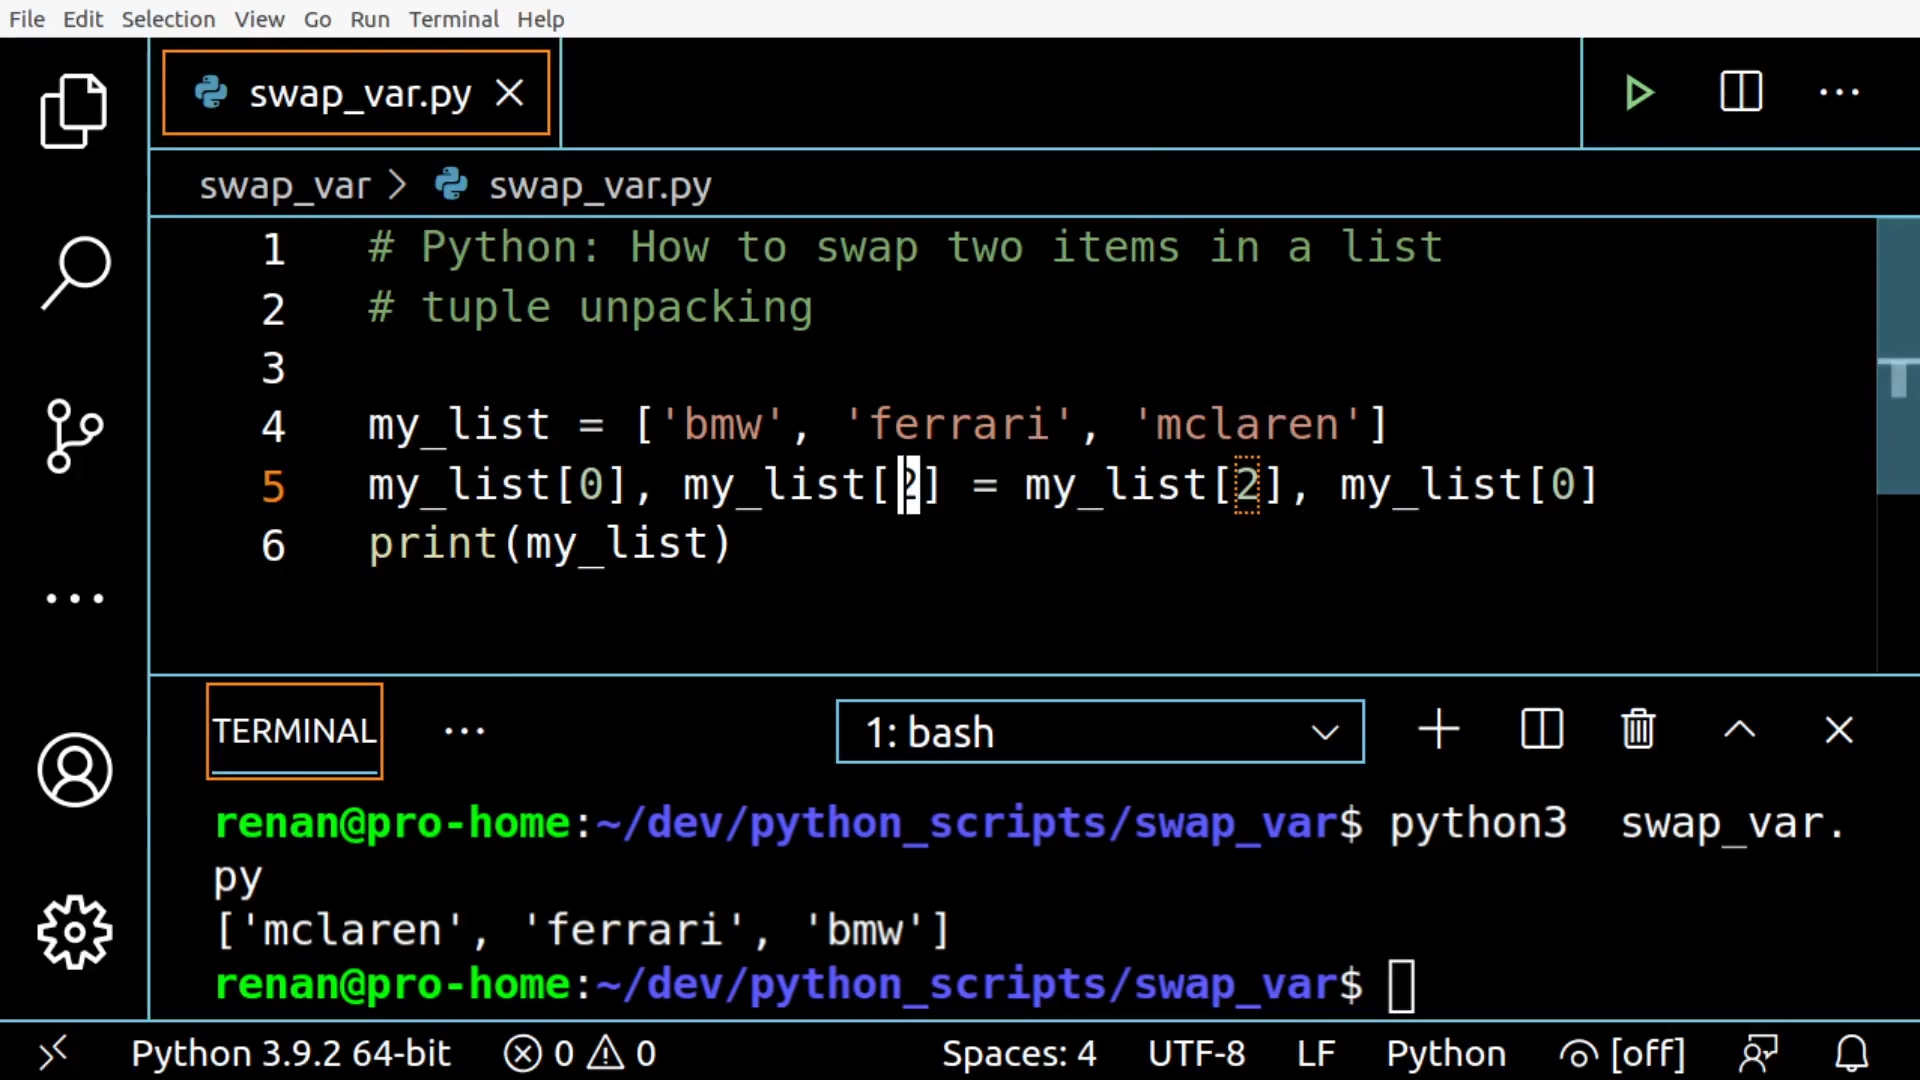 File Edit Selection View Go Run Terminal Help
swap_var.py
swap_var > swap_var.py
1 # Python: How to swap two items in a list
2 # tuple unpacking
3
4 my_list = ['bmw', 'ferrari', 'mclaren']
5 my_list[0], my_list[2] = my_list[2], my_list[0]
6 print(my_list)
TERMINAL ... 1: bash
renan@pro-home:~/dev/python_scripts/swap_var$ python3  swap_var.
py
['mclaren', 'ferrari', 'bmw']
renan@pro-home:~/dev/python_scripts/swap_var$
Python 3.9.2 64-bit 0 0 Spaces: 4 UTF-8 LF Python [off]